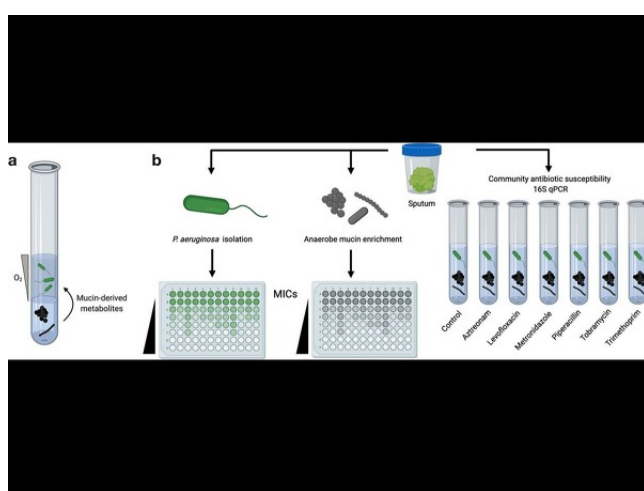 a
b
O₂
Mucin-derived
metabolites
P. aeruginosa isolation
Anaerobe mucin enrichment
Sputum
Community antibiotic susceptibility
16S qPCR
MICs
Control
Aztreonam
Levofloxacin
Metronidazole
Piperacillin
Tobramycin
Trimethoprim